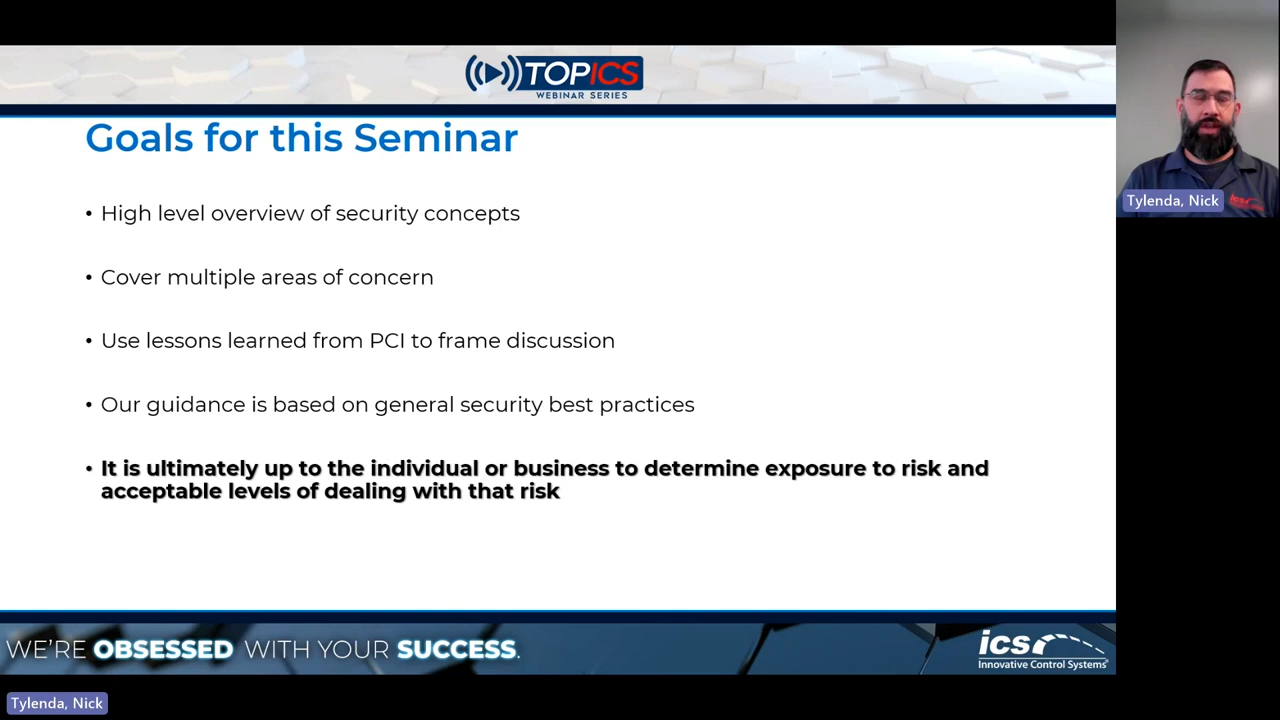 TOPICS
WEBINAR SERIES
Goals for this Seminar
• High level overview of security concepts
• Cover multiple areas of concern
• Use lessons learned from PCI to frame discussion
• Our guidance is based on general security best practices
• It is ultimately up to the individual or business to determine exposure to risk and
acceptable levels of dealing with that risk
WE'RE OBSESSED WITH YOUR SUCCESS.
ics
Innovative Control Systems®
Tylenda, Nick
ics
Tylenda, Nick